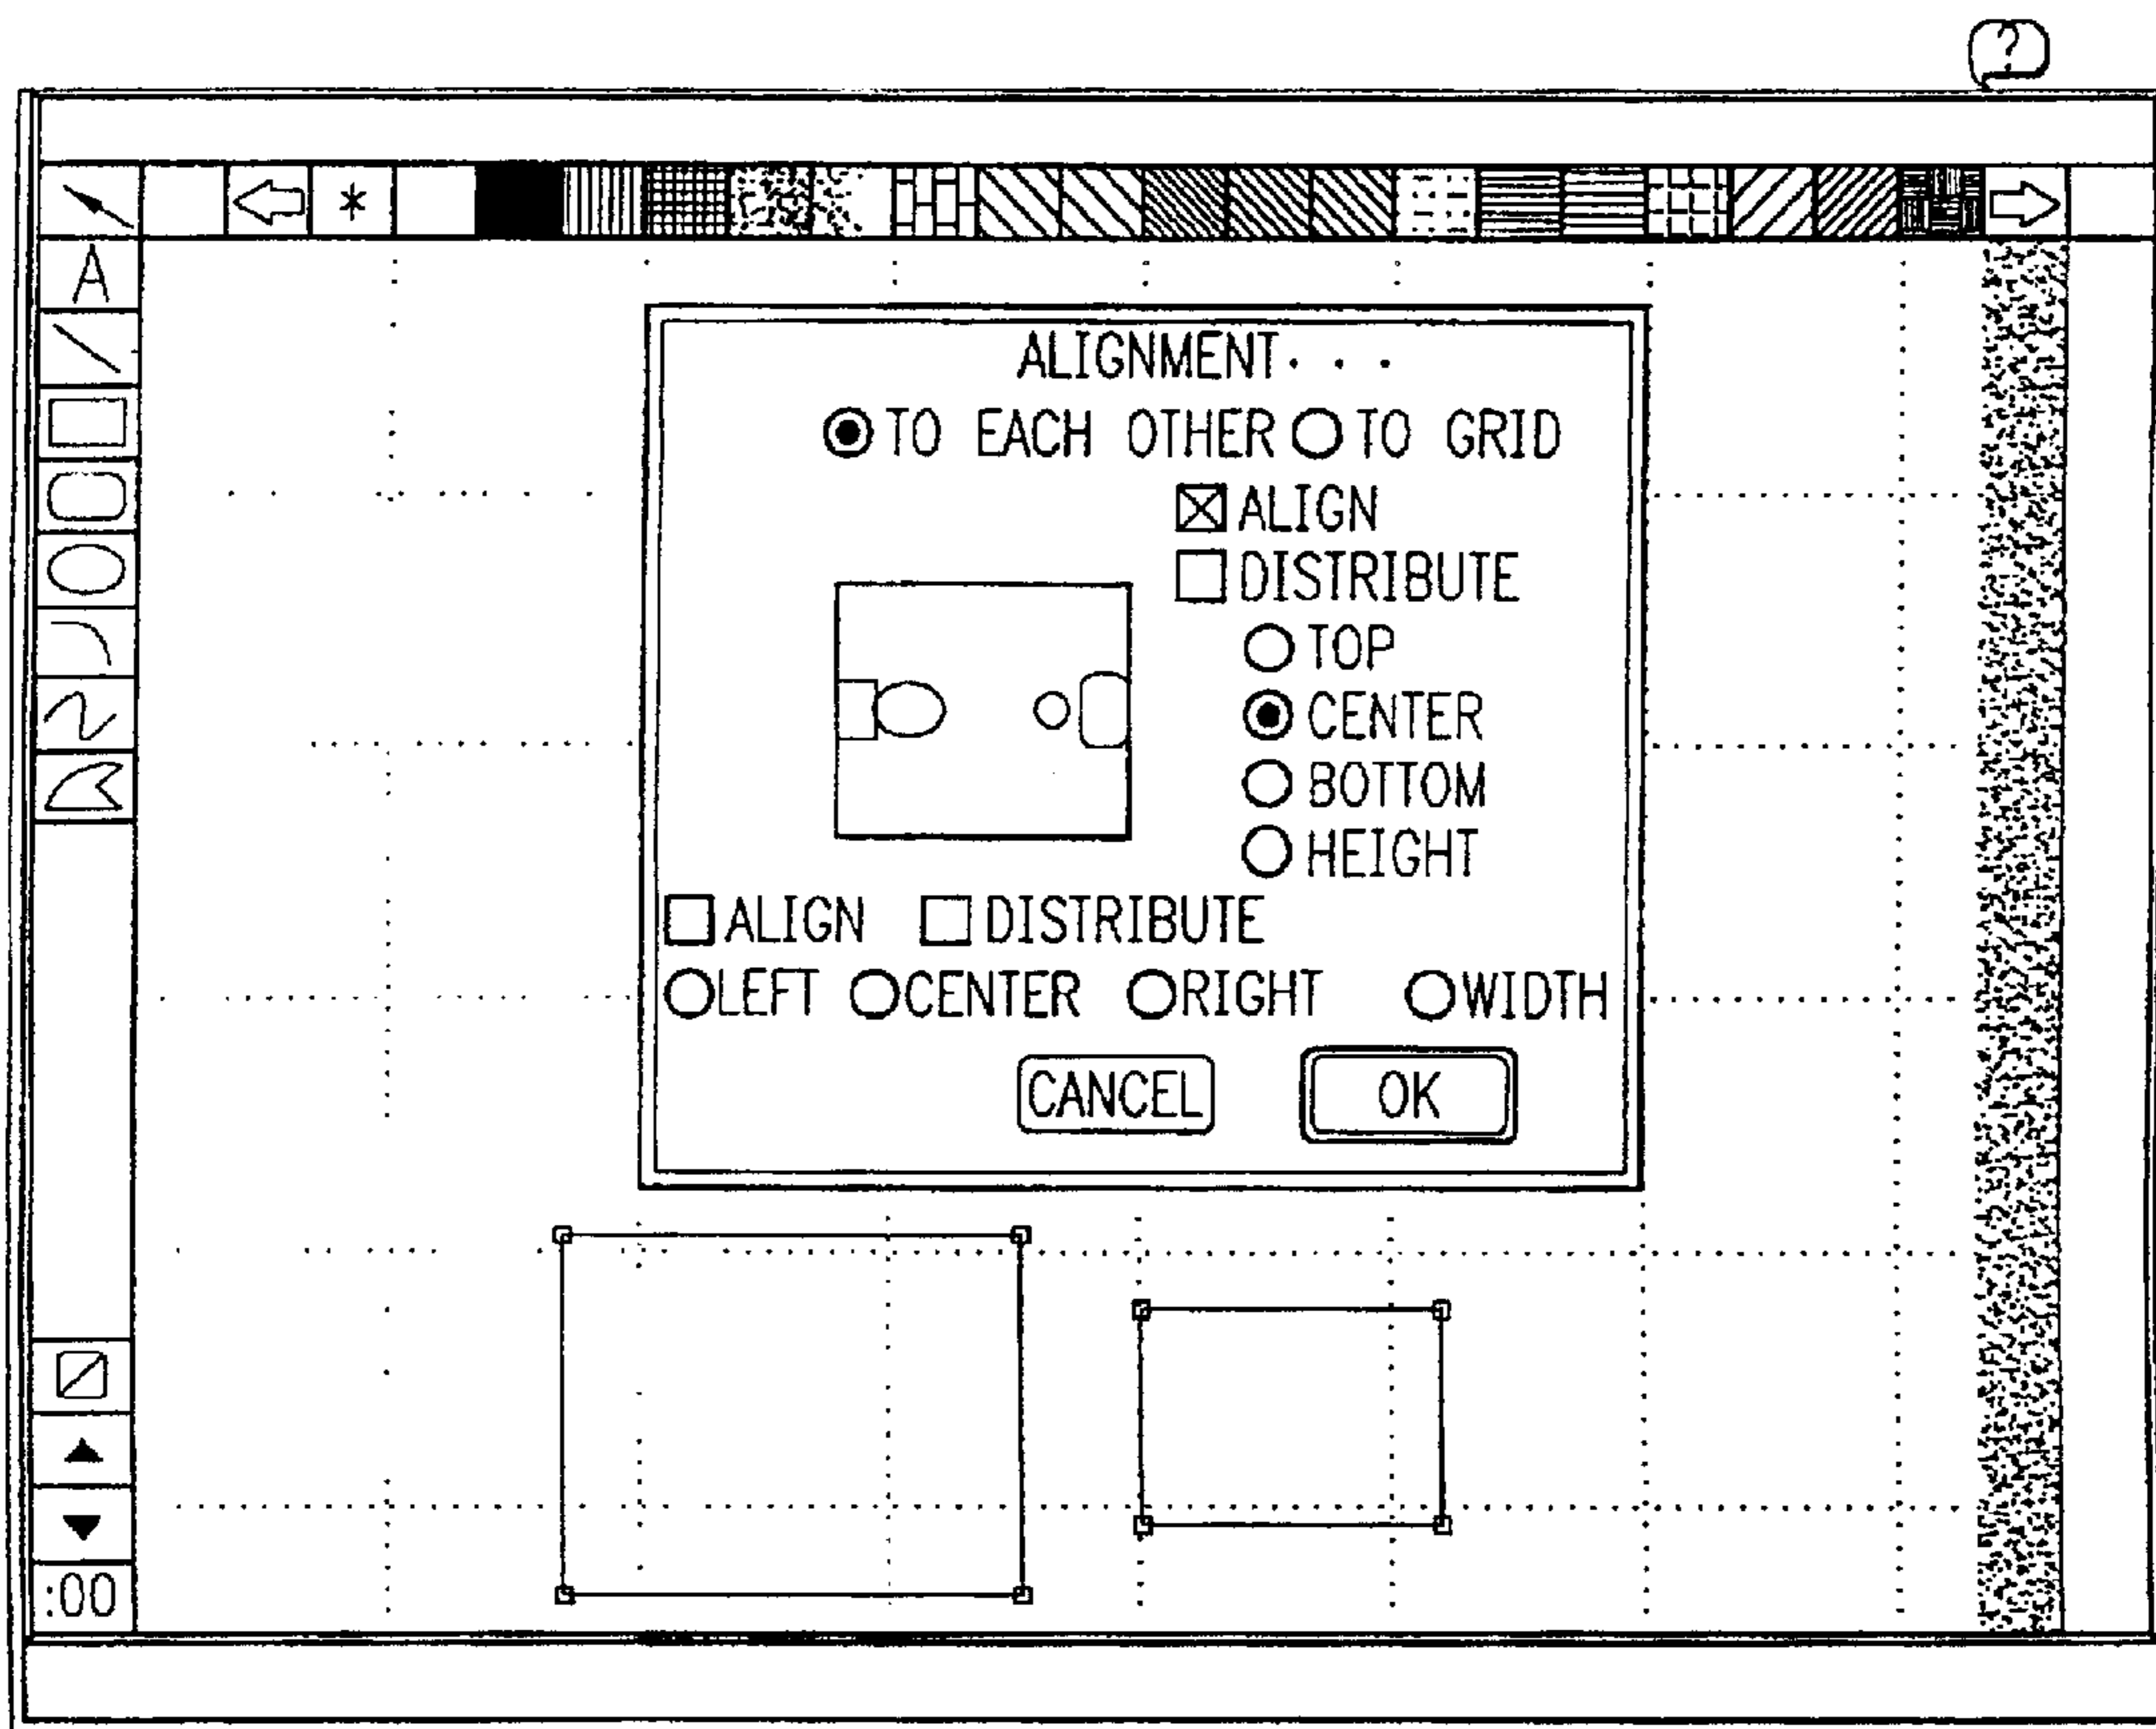 ?
*
A
ALIGNMENT...
TO EACH OTHER TO GRID
ALIGN
DISTRIBUTE
TOP
CENTER
BOTTOM
HEIGHT
ALIGN DISTRIBUTE
LEFT CENTER RIGHT WIDTH
CANCEL OK
:00